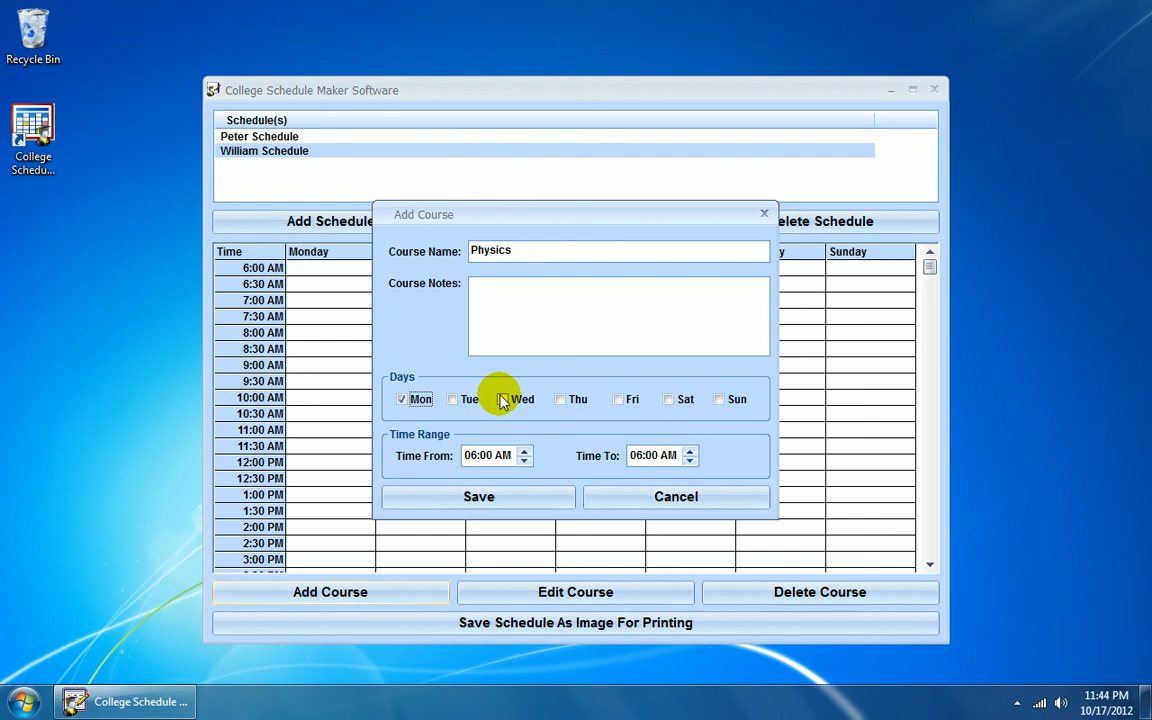 Recycle Bin
College
Schedu...
College Schedule Maker Software
Schedule(s)
Peter Schedule
William Schedule
Add Schedule
elete Schedule
Add Course
Course Name: Physics
Course Notes:
Days
Mon Tue Wed Thu Fri Sat Sun
Time Range
Time From: 06:00 AM Time To: 06:00 AM
Save Cancel
Time Monday y Sunday
6:00 AM
6:30 AM
7:00 AM
7:30 AM
8:00 AM
8:30 AM
9:00 AM
9:30 AM
10:00 AM
10:30 AM
11:00 AM
11:30 AM
12:00 PM
12:30 PM
1:00 PM
1:30 PM
2:00 PM
2:30 PM
3:00 PM
Add Course Edit Course Delete Course
Save Schedule As Image For Printing
College Schedule ...
11:44 PM
10/17/2012